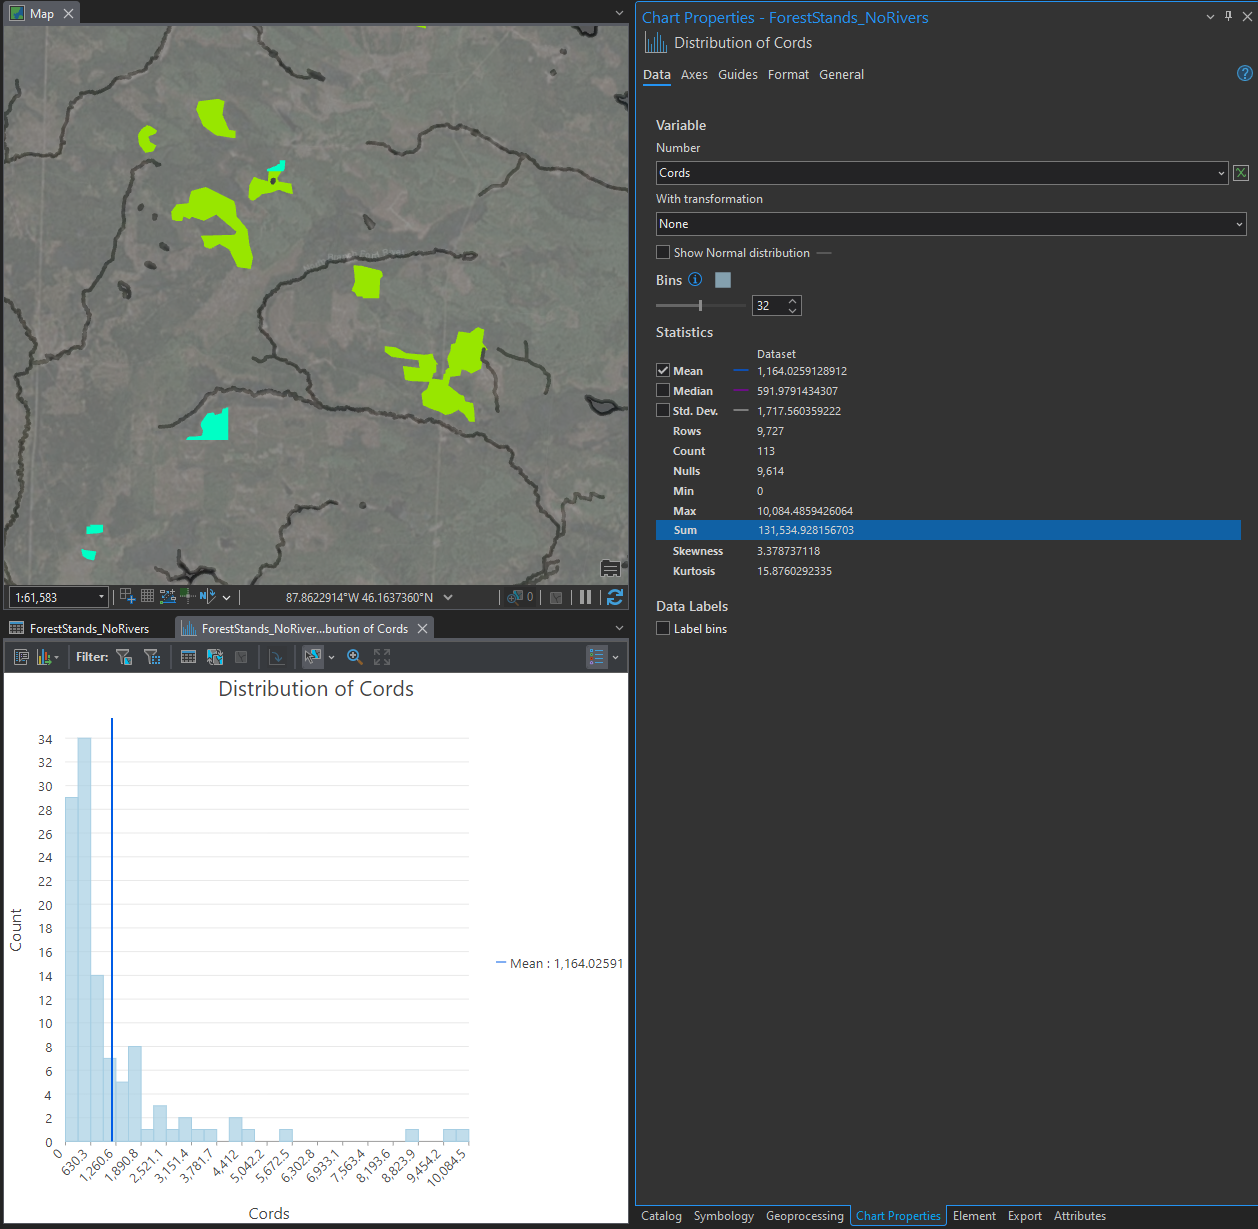 Map
1:61,583
N
87.8622914°W 46.1637360°N
0
ForestStands_NoRivers
ForestStands_NoRiver...bution of Cords
Filter:
Distribution of Cords
34
32
30
28
26
24
22
20
18
16
14
12
10
8
6
4
2
0
Count
0
630.3
1,260.6
1,890.8
2,521.1
3,151.4
3,781.7
4,412
5,042.2
5,672.5
6,302.8
6,933.1
7,563.4
8,193.6
8,823.9
9,454.2
10,084.5
Cords
Mean : 1,164.02591
Chart Properties - ForestStands_NoRivers
Distribution of Cords
Data Axes Guides Format General
?
Variable
Number
Cords
With transformation
None
Show Normal distribution
Bins
32
Statistics
Dataset
Mean 1,164.0259128912
Median 591.9791434307
Std. Dev. 1,717.560359222
Rows 9,727
Count 113
Nulls 9,614
Min 0
Max 10,084.4859426064
Sum 131,534.928156703
Skewness 3.378737118
Kurtosis 15.8760292335
Data Labels
Label bins
Catalog Symbology Geoprocessing Chart Properties Element Export Attributes